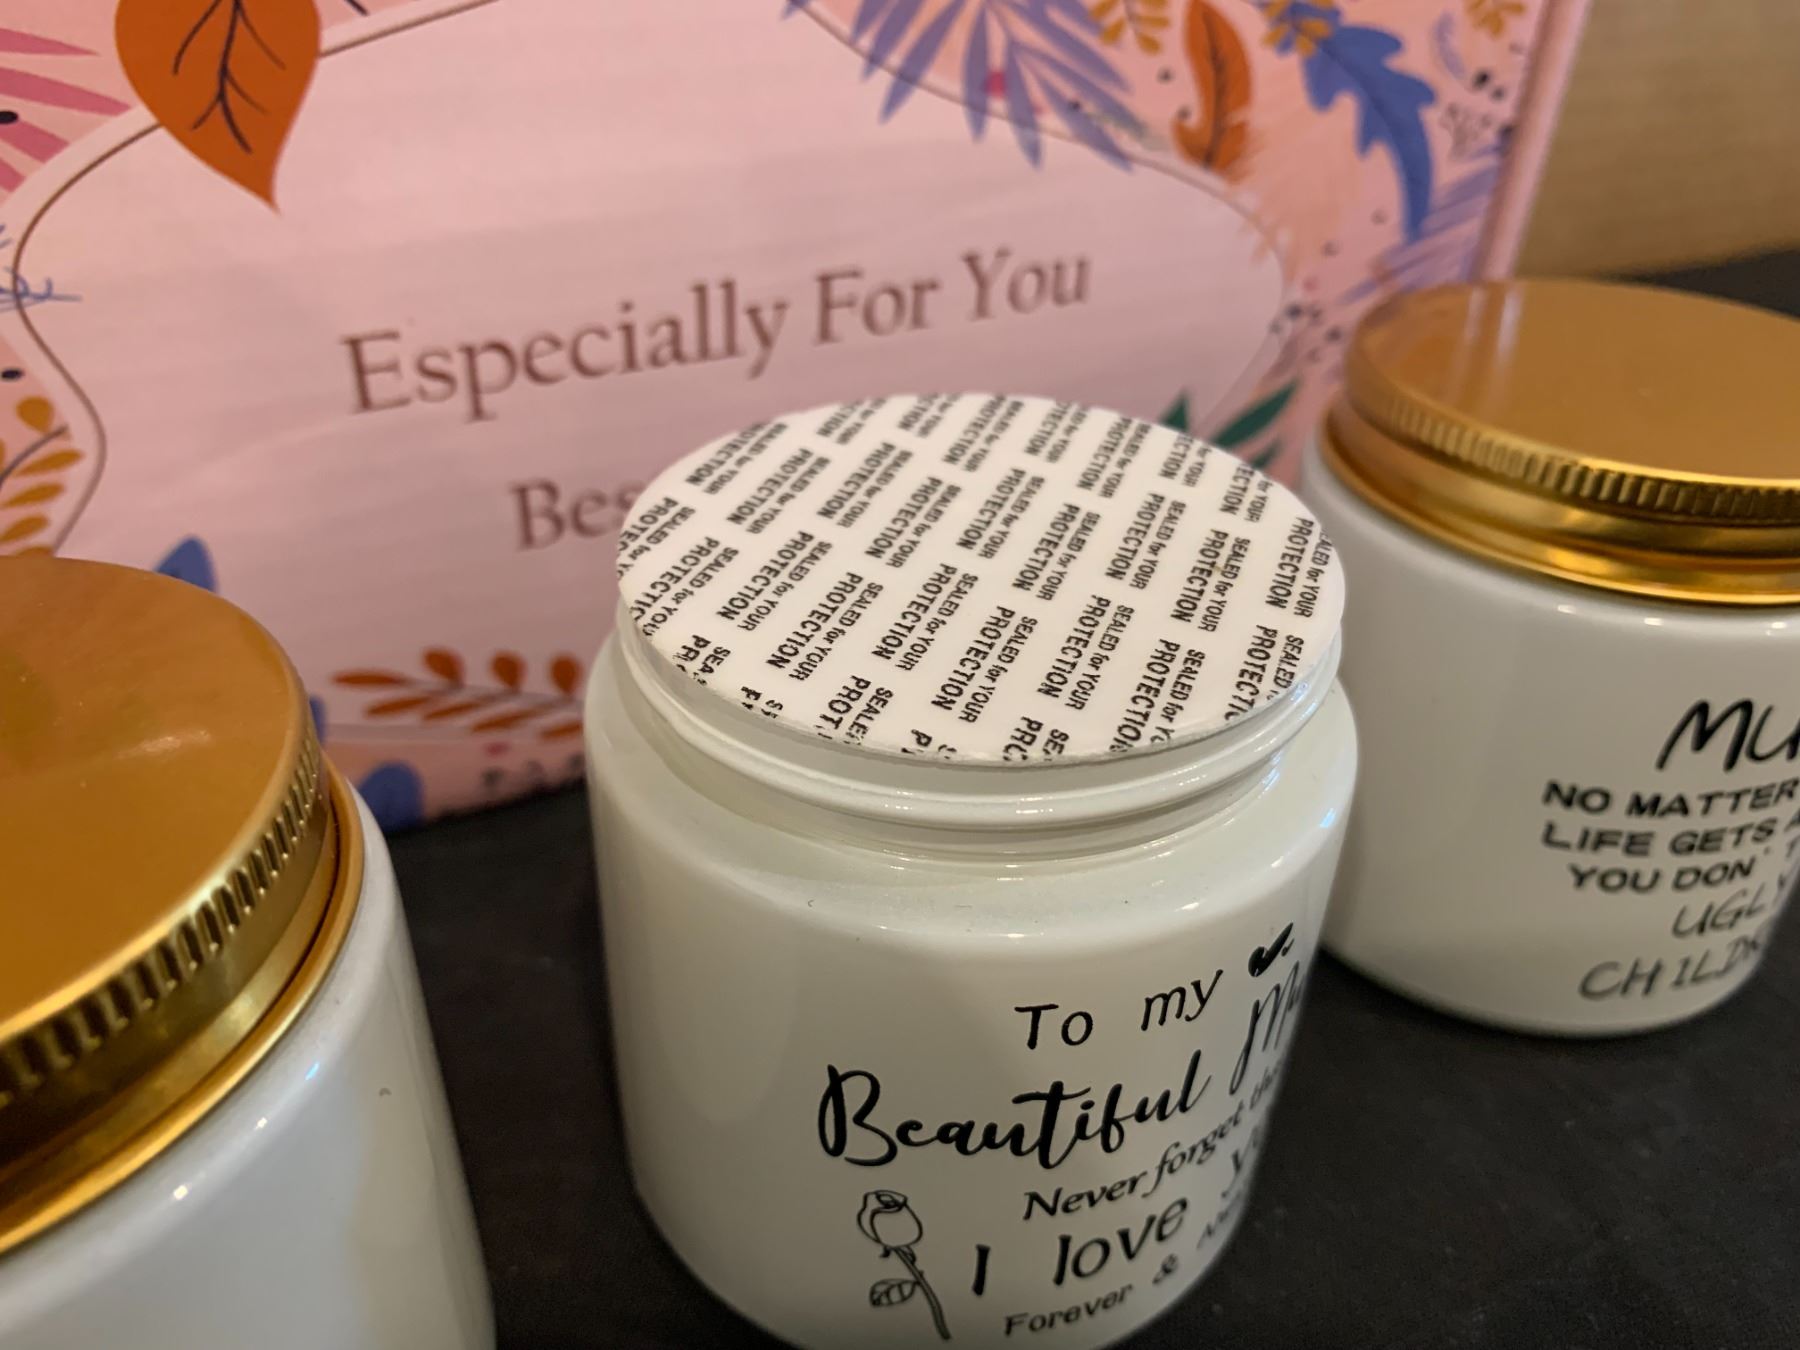 Especially For You
Bes
SEALED for YOUR
PROTECTION
To my
Beautiful
Never forget
I love
Forever &
NO MATTER
LIFE GETS
YOU DON'T
UGLY